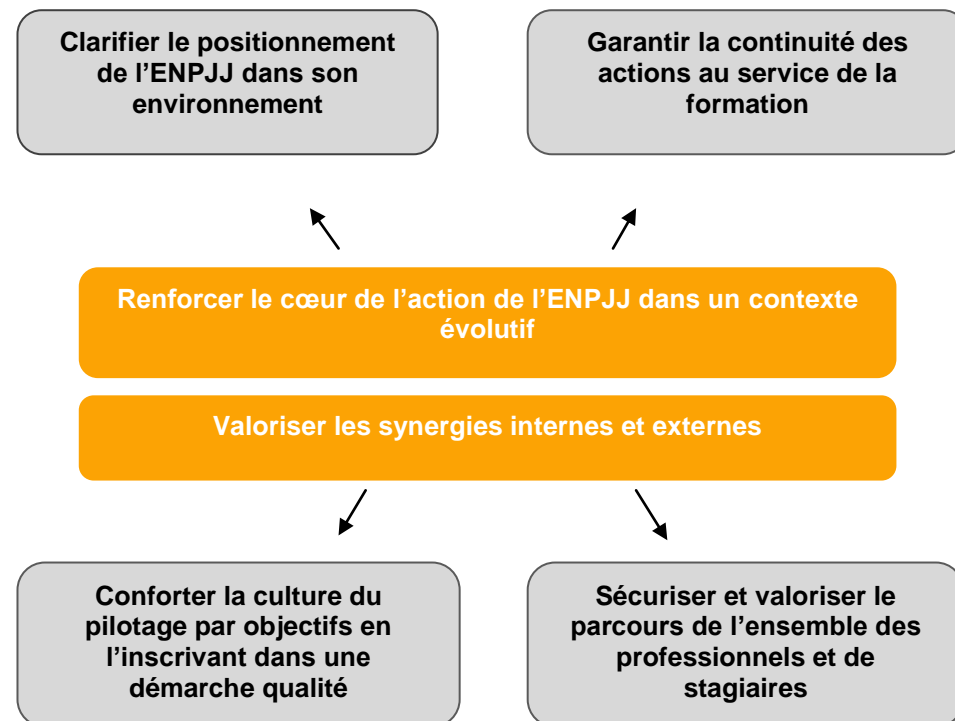 Clarifier le positionnement
de l’ENPJJ dans son
environnement
Garantir la continuité des
actions au service de la
formation
Renforcer le cœur de l’action de l’ENPJJ dans un contexte
évolutif
Valoriser les synergies internes et externes
Conforter la culture du
pilotage par objectifs en
l’inscrivant dans une
démarche qualité
Sécuriser et valoriser le
parcours de l’ensemble des
professionnels et de
stagiaires